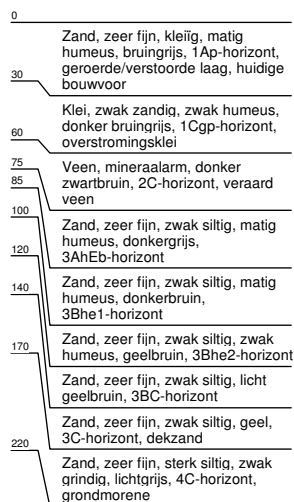 0
Zand, zeer fijn, kleiïg, matig
humeus, bruingrijs, 1Ap-horizont,
geroerde/verstoorde laag, huidige
bouwvoor
30
Klei, zwak zandig, zwak humeus,
donker bruingrijs, 1Cgp-horizont,
overstromingsklei
60
Veen, mineraalarm, donker
zwartbruin, 2C-horizont, veraard
veen
75
Zand, zeer fijn, zwak siltig, matig
humeus, donkergrijs,
3AhEb-horizont
85
Zand, zeer fijn, zwak siltig, matig
humeus, donkerbruin,
3Bhe1-horizont
100
Zand, zeer fijn, zwak siltig, zwak
humeus, geelbruin, 3Bhe2-horizont
120
Zand, zeer fijn, zwak siltig, licht
geelbruin, 3BC-horizont
140
Zand, zeer fijn, zwak siltig, geel,
3C-horizont, dekzand
170
Zand, zeer fijn, sterk siltig, zwak
grindig, lichtgrijs, 4C-horizont,
grondmorene
220